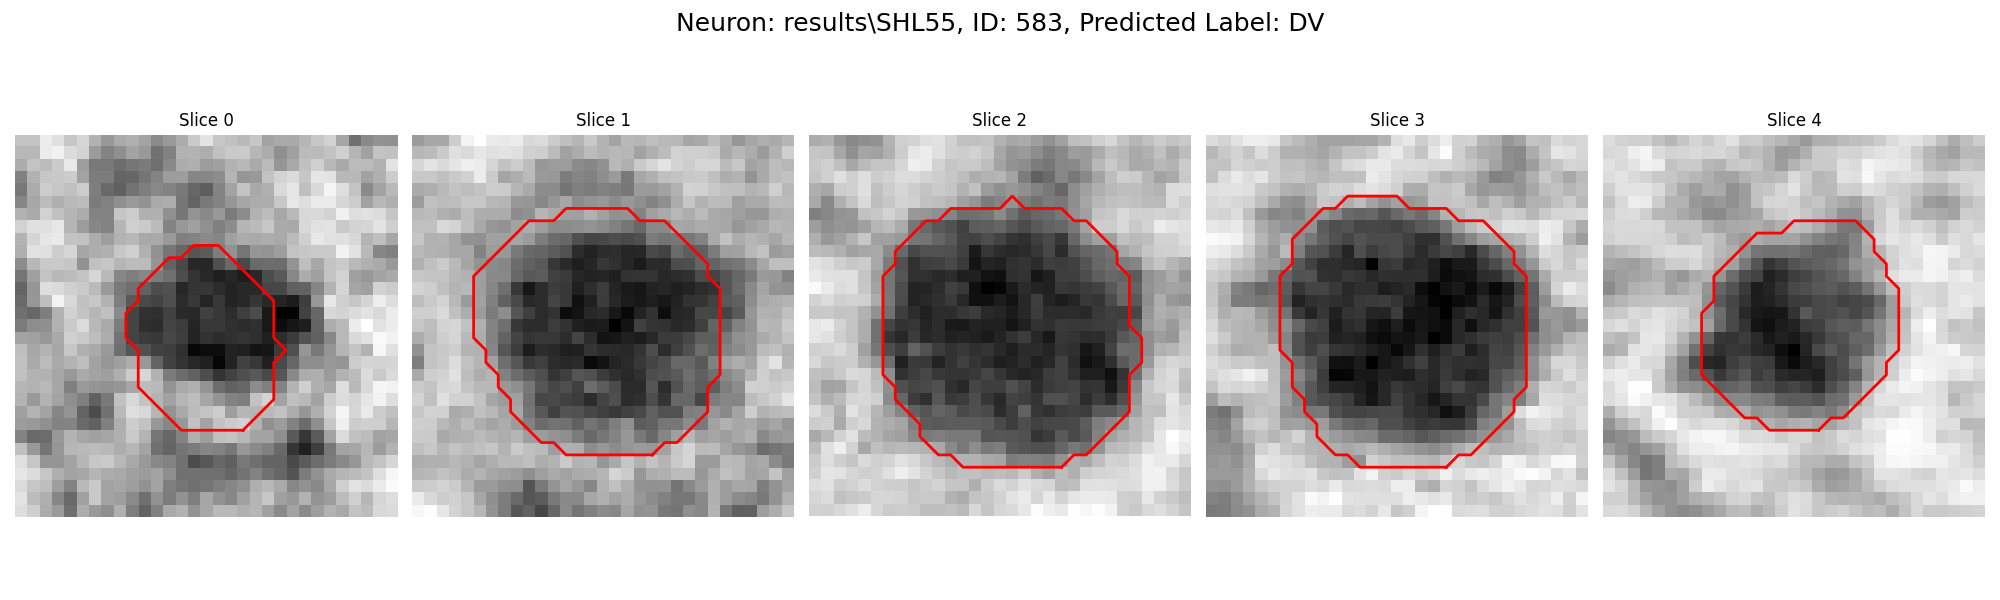 Neuron: results\SHL55, ID: 583, Predicted Label: DV
Slice 0
Slice 1
Slice 2
Slice 3
Slice 4